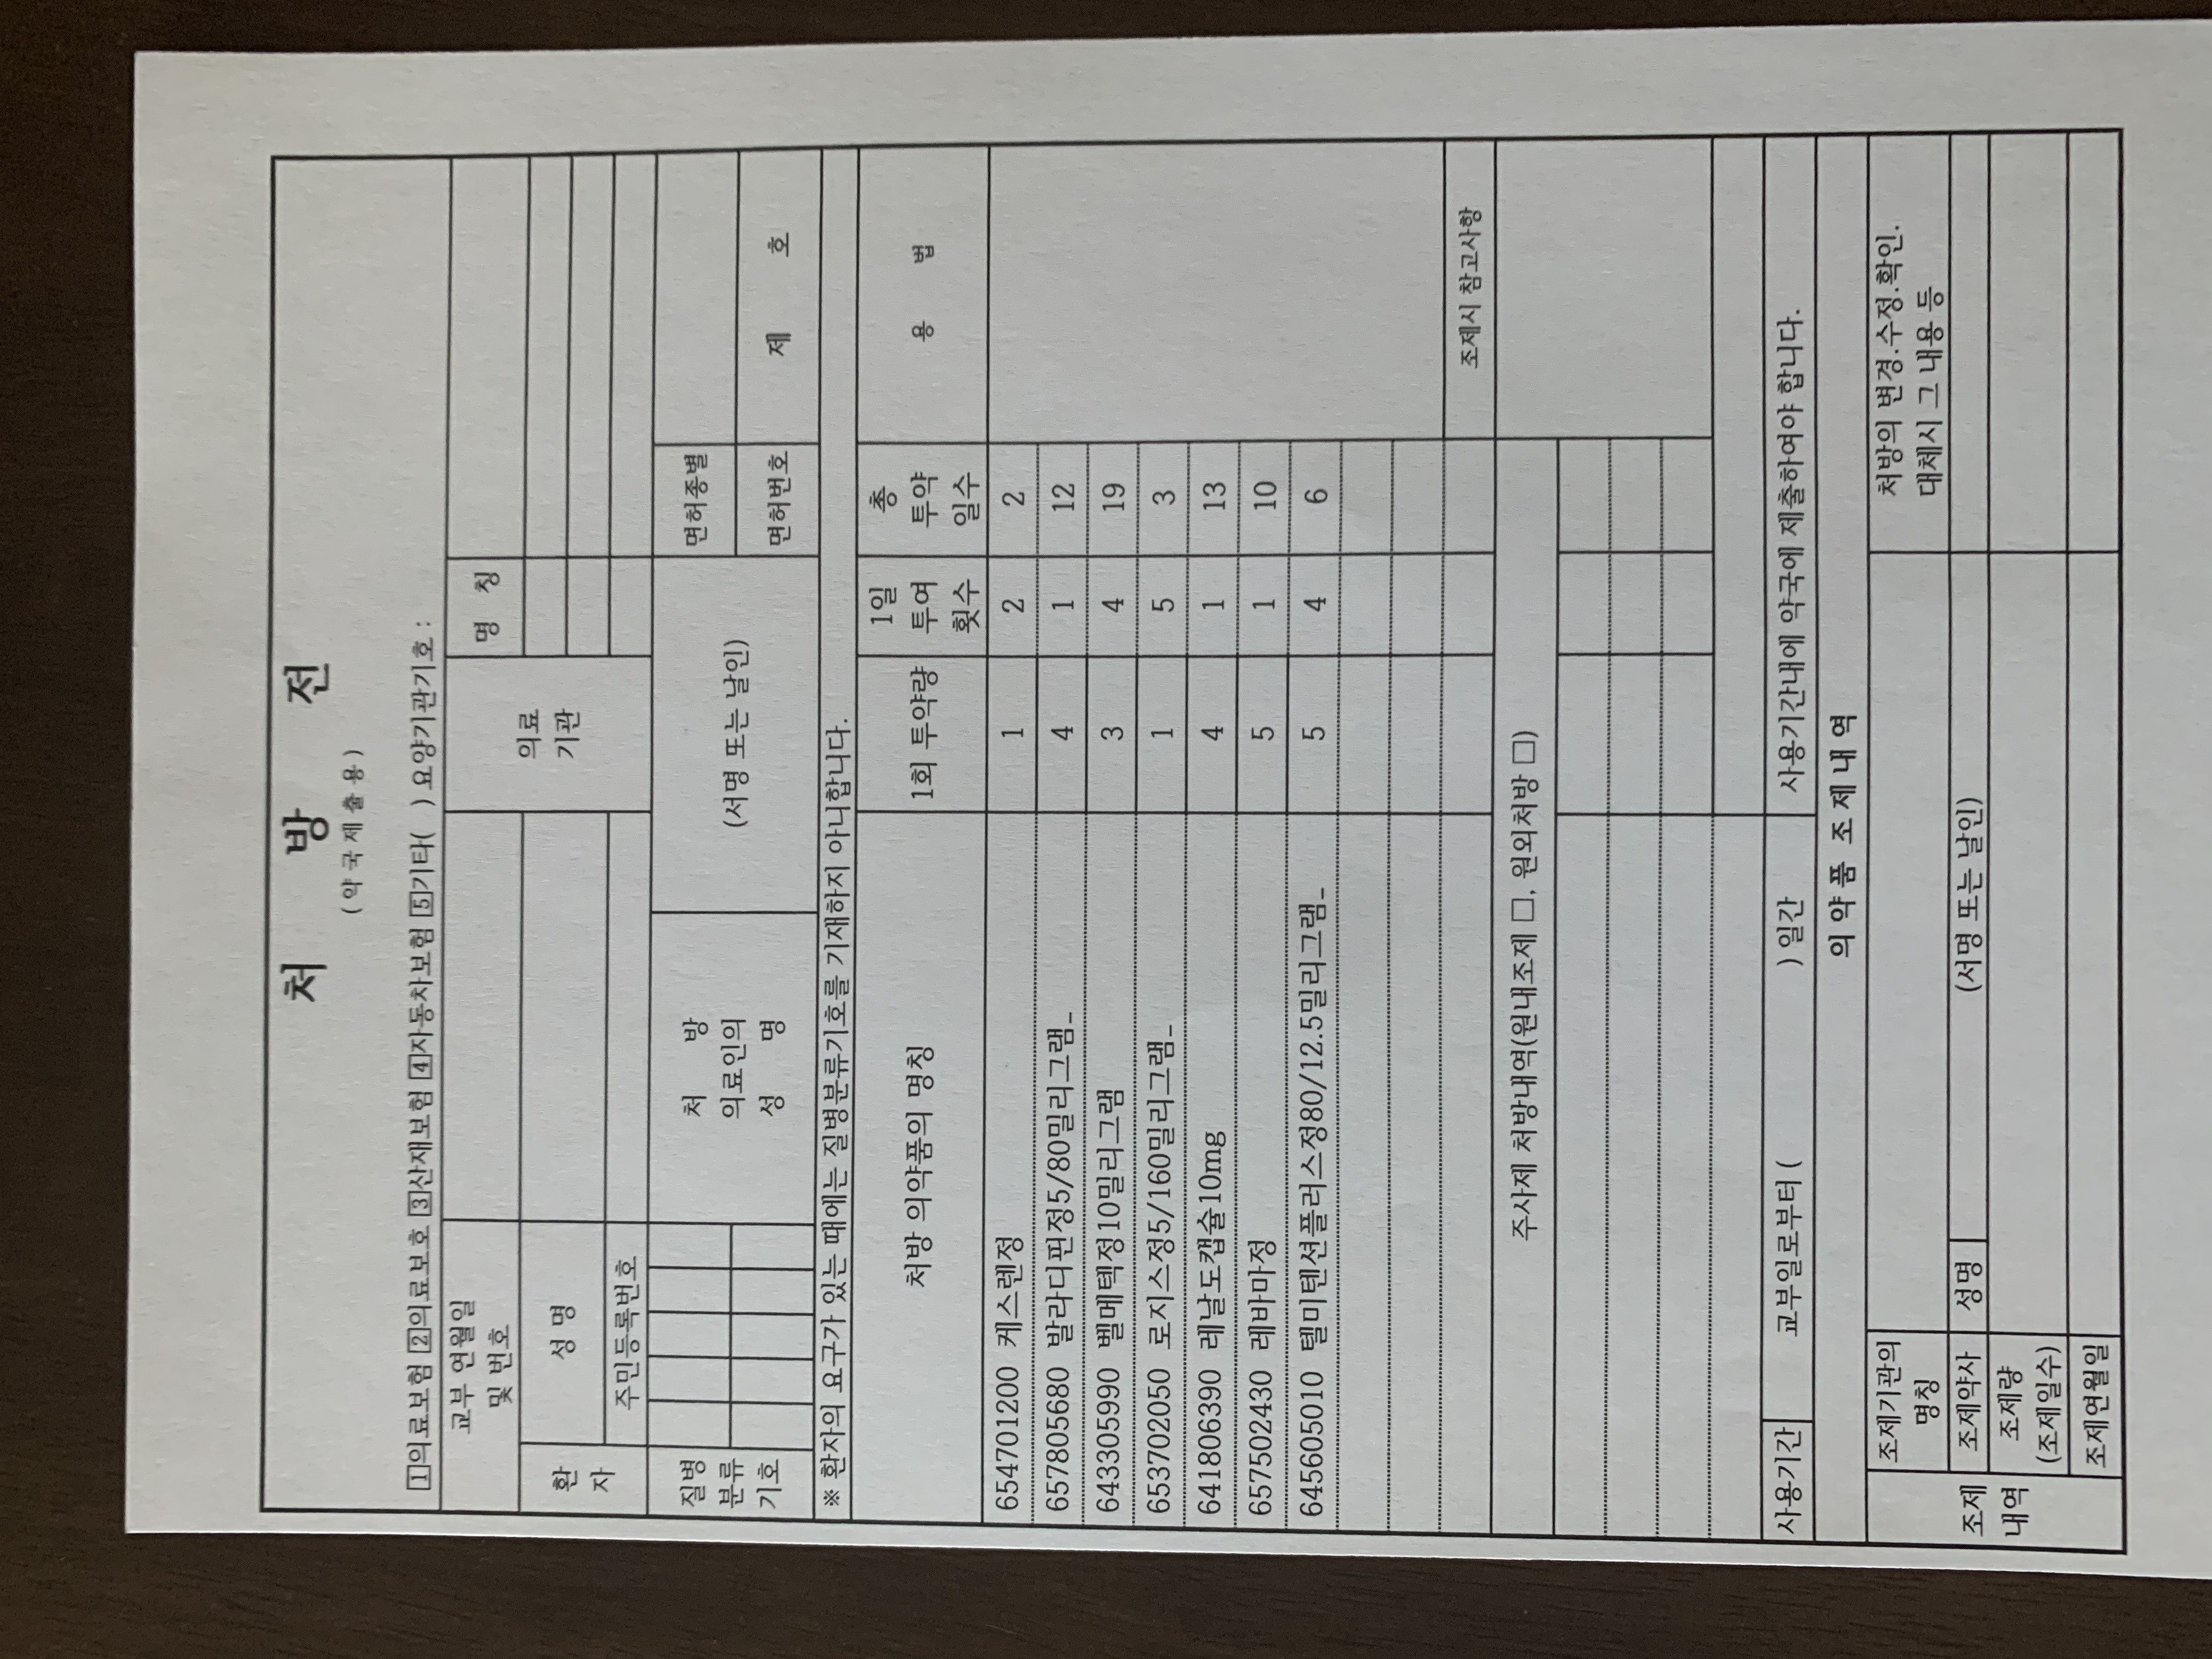 처 방 전
(약국제출용)
1의료보험 2의료보호 3산재보험 4자동차보험 5기타( ) 요양기관기호 :
교부 연월일
및 번호
환
자
성 명
주민등록번호
의료
기관
명 칭
질병
분류
기호
처 방
의료인의
성 명
(서명 또는 날인)
면허종별
면허번호
제 호
※ 환자의 요구가 있는 때에는 질병분류기호를 기재하지 아니합니다.
처방 의약품의 명칭
1회 투약량
1일
투여
횟수
총
투약
일수
용 법
654701200 케스렌정 1 2 2
657805680 발라디핀정5/80밀리그램_ 4 1 12
643305990 벨메텍정10밀리그램 3 4 19
653702050 로지스정5/160밀리그램_ 1 5 3
641806390 레날도캡슐10mg 4 1 13
657502430 레바마정 5 1 10
645605010 텔미텐션플러스정80/12.5밀리그램_ 5 4 6
조제시 참고사항
주사제 처방내역(원내조제 □, 원외처방 □)
사용기간 교부일로부터 ( ) 일간 사용기간내에 약국에 제출하여야 합니다.
의약품 조제내역
조제
내역
조제기관의
명칭
처방의 변경.수정.확인.
대체시 그 내용 등
조제약사 성명 (서명 또는 날인)
조제량
(조제일수)
조제연월일